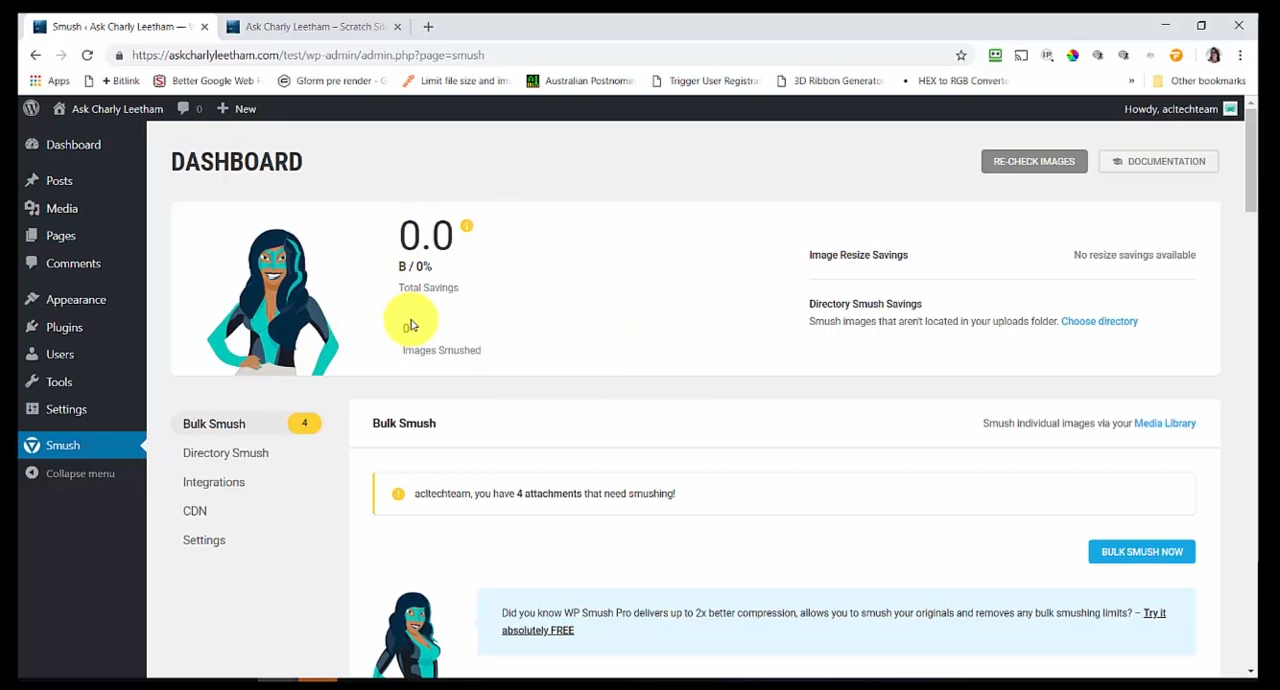 Smush ‹ Ask Charly Leetham —
Ask Charly Leetham – Scratch Sit
https://askcharlyleetham.com/test/wp-admin/admin.php?page=smush
Apps
+ Bitlink
Better Google Web F
Gform pre render - G
Limit file size and im
Australian Postnomin
Trigger User Registra
3D Ribbon Generato
HEX to RGB Converte
»
Other bookmarks
Ask Charly Leetham
0
New
Howdy, acltechteam
Dashboard
Posts
Media
Pages
Comments
Appearance
Plugins
Users
Tools
Settings
Smush
Collapse menu
DASHBOARD
RE-CHECK IMAGES
DOCUMENTATION
0.0
B / 0%
Total Savings
0
Images Smushed
Image Resize Savings
No resize savings available
Directory Smush Savings
Smush images that aren't located in your uploads folder. Choose directory
Bulk Smush
4
Directory Smush
Integrations
CDN
Settings
Bulk Smush
Smush individual images via your Media Library
acltechteam, you have 4 attachments that need smushing!
BULK SMUSH NOW
Did you know WP Smush Pro delivers up to 2x better compression, allows you to smush your originals and removes any bulk smushing limits? – Try it
absolutely FREE